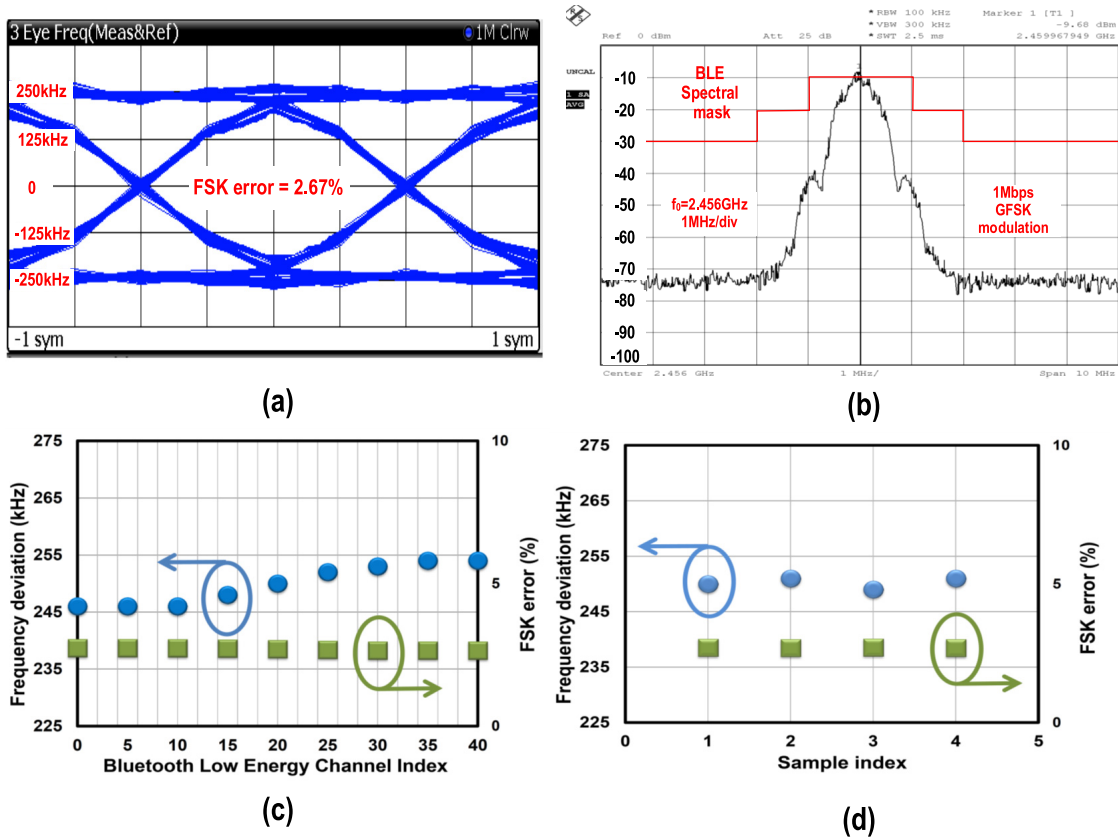 3 Eye Freq(Meas&Ref)
1M Clrw
250kHz
125kHz
0
-125kHz
-250kHz
FSK error = 2.67%
-1 sym
1 sym
(a)
R S
* RBW 100 kHz
Marker 1 [T1 ]
* VBW 300 kHz
-9.68 dBm
Ref 0 dBm
Att 25 dB
* SWT 2.5 ms
2.459967949 GHz
UNCAL
1 SA
AVG
-10
-20
-30
-40
-50
-60
-70
-80
-90
-100
BLE
Spectral
mask
1
f₀=2.456GHz
1MHz/div
1Mbps
GFSK
modulation
Center 2.456 GHz
1 MHz/
Span 10 MHz
(b)
Frequency deviation (kHz)
275
265
255
245
235
225
10
5
0
FSK error (%)
0 5 10 15 20 25 30 35 40
Bluetooth Low Energy Channel Index
(c)
Frequency deviation (kHz)
275
265
255
245
235
225
10
5
0
FSK error (%)
0 1 2 3 4 5
Sample index
(d)